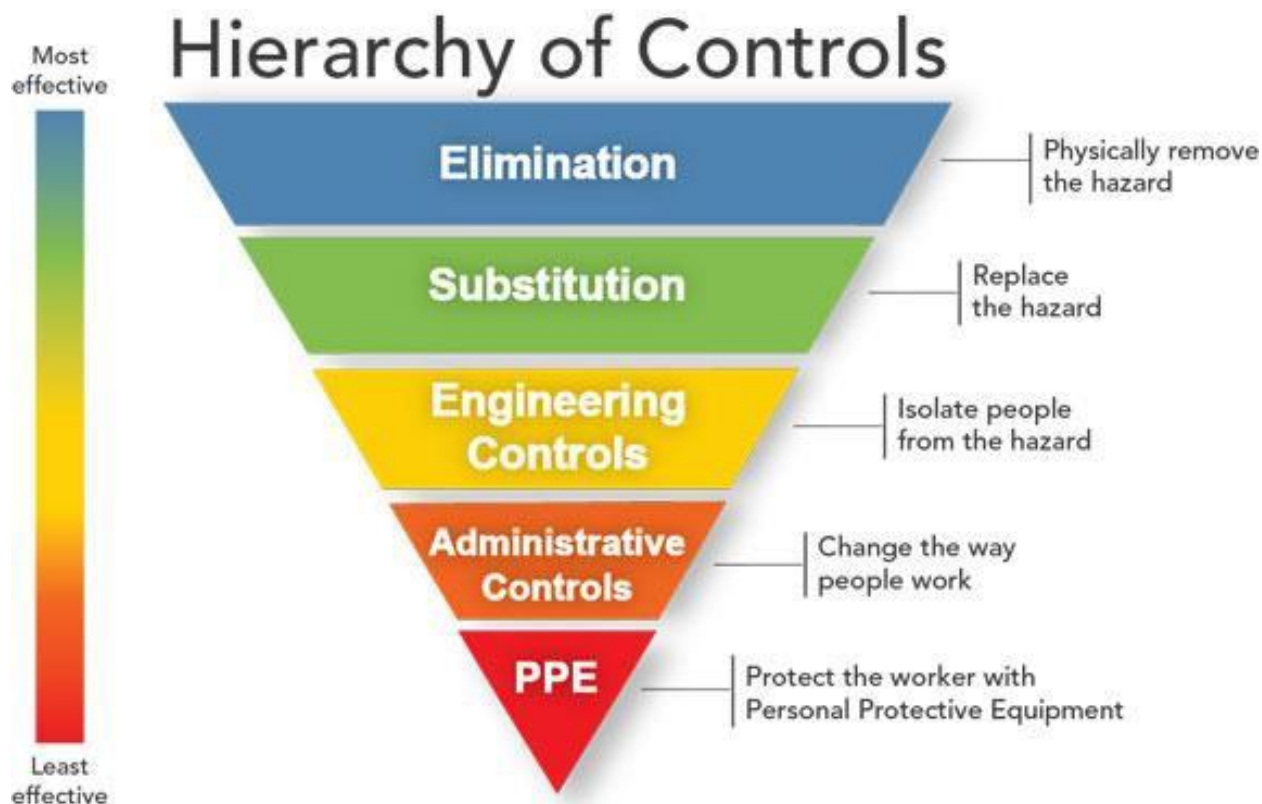 Hierarchy of Controls
Most
effective
Elimination
Physically remove
the hazard
Substitution
Replace
the hazard
Engineering
Controls
Isolate people
from the hazard
Administrative
Controls
Change the way
people work
PPE
Protect the worker with
Personal Protective Equipment
Least
effective